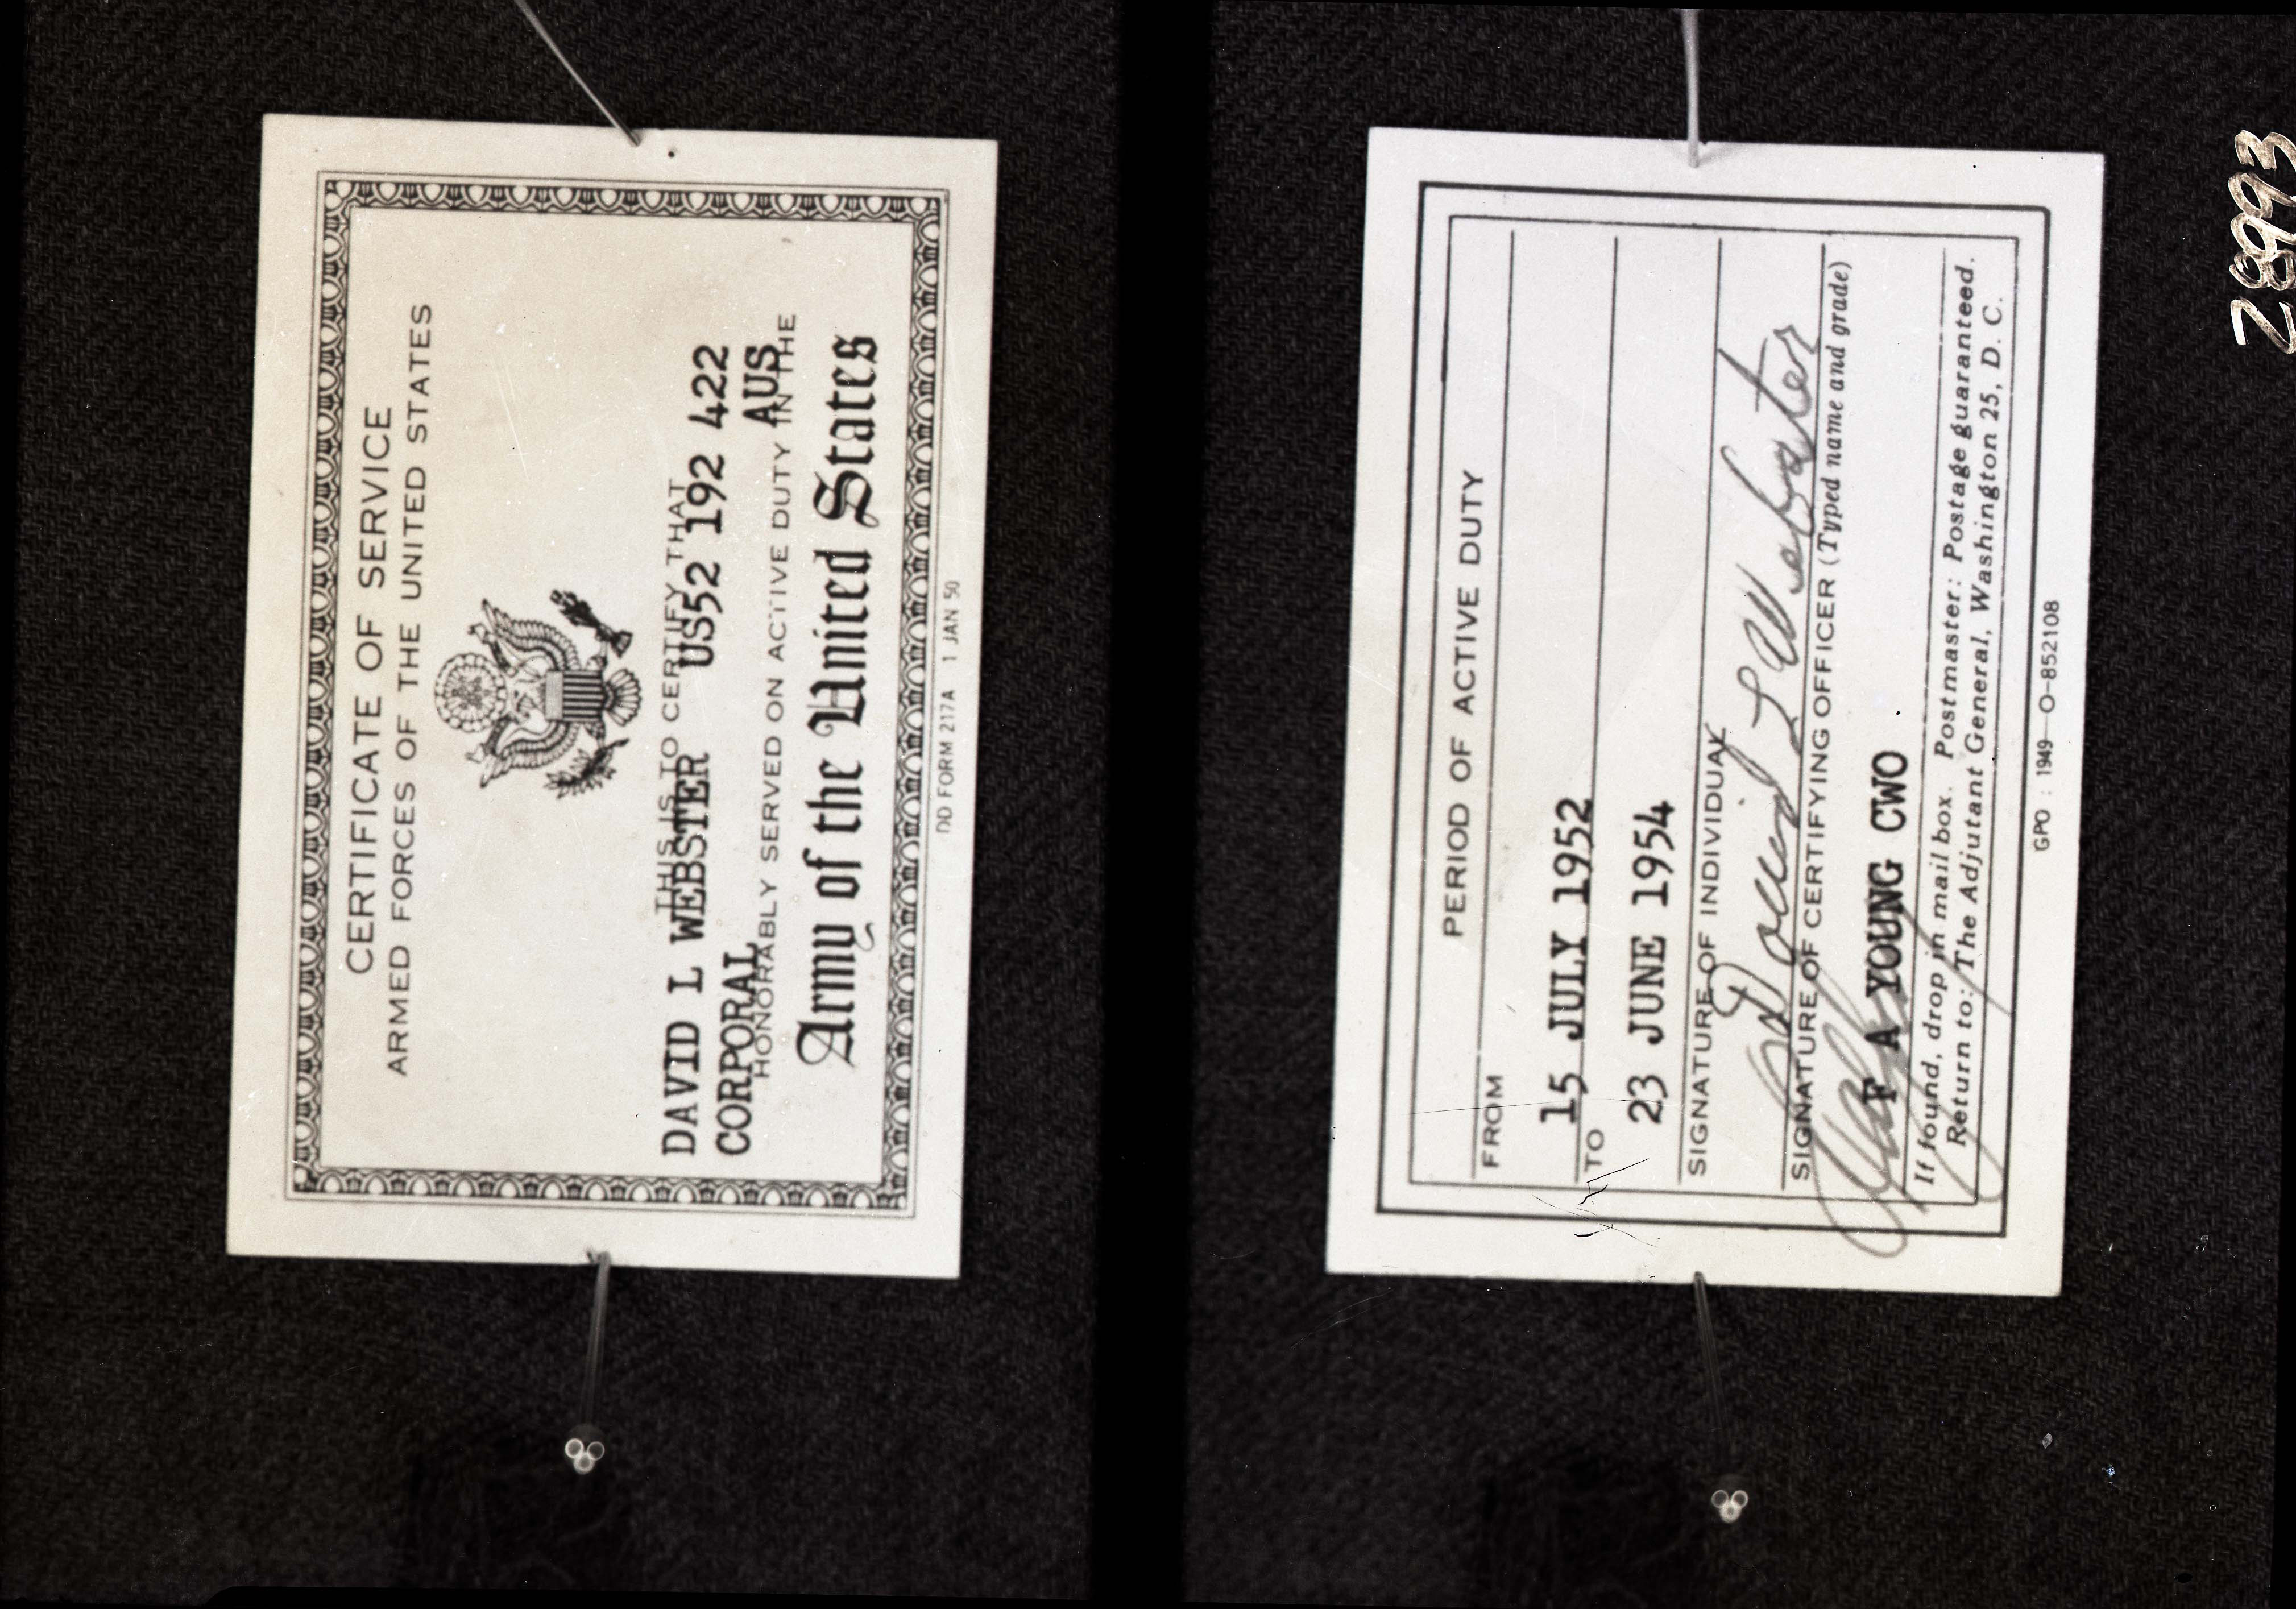 CERTIFICATE OF SERVICE
ARMED FORCES OF THE UNITED STATES
THIS IS TO CERTIFY THAT
DAVID L WEBSTER US52 192 422
CORPORAL AUS
HONORABLY SERVED ON ACTIVE DUTY IN THE
Army of the United States
DD FORM 217A 1 JAN 50
PERIOD OF ACTIVE DUTY
FROM
15 JULY 1952
TO
23 JUNE 1954
SIGNATURE OF INDIVIDUAL
David L Webster
SIGNATURE OF CERTIFYING OFFICER (Typed name and grade)
F A YOUNG CWO
If found, drop in mail box. Postmaster: Postage guaranteed.
Return to: The Adjutant General, Washington 25, D. C.
GPO : 1949—O-852108
28993